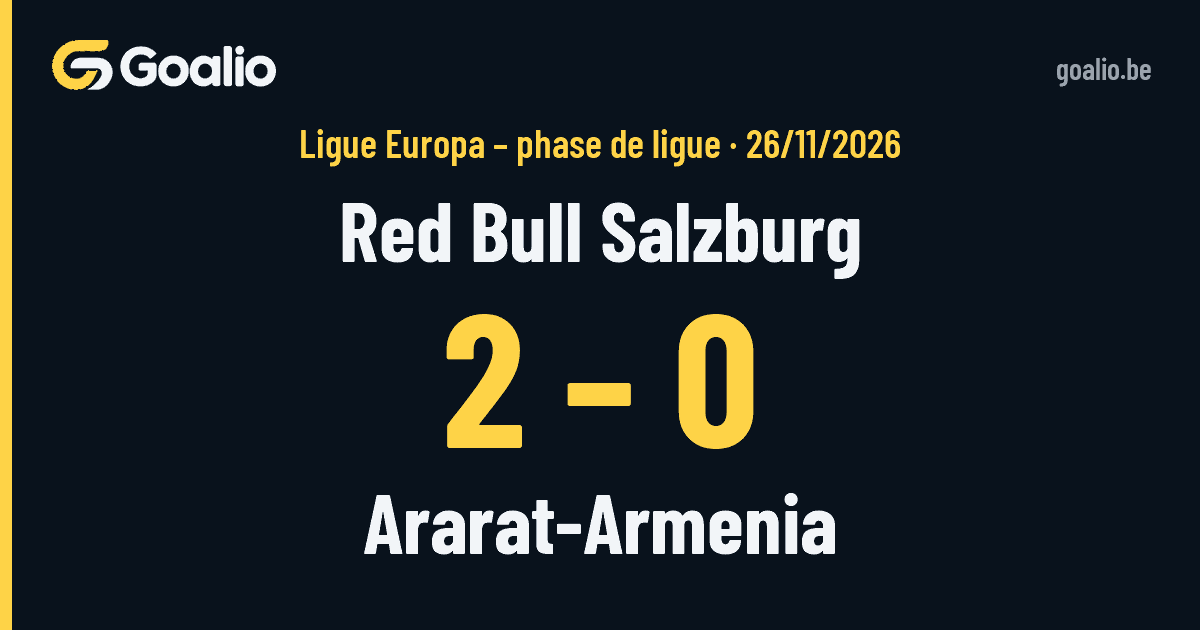 Goalio
goalio.be
Ligue Europa – phase de ligue · 26/11/2026
Red Bull Salzburg
2 – 0
Ararat-Armenia